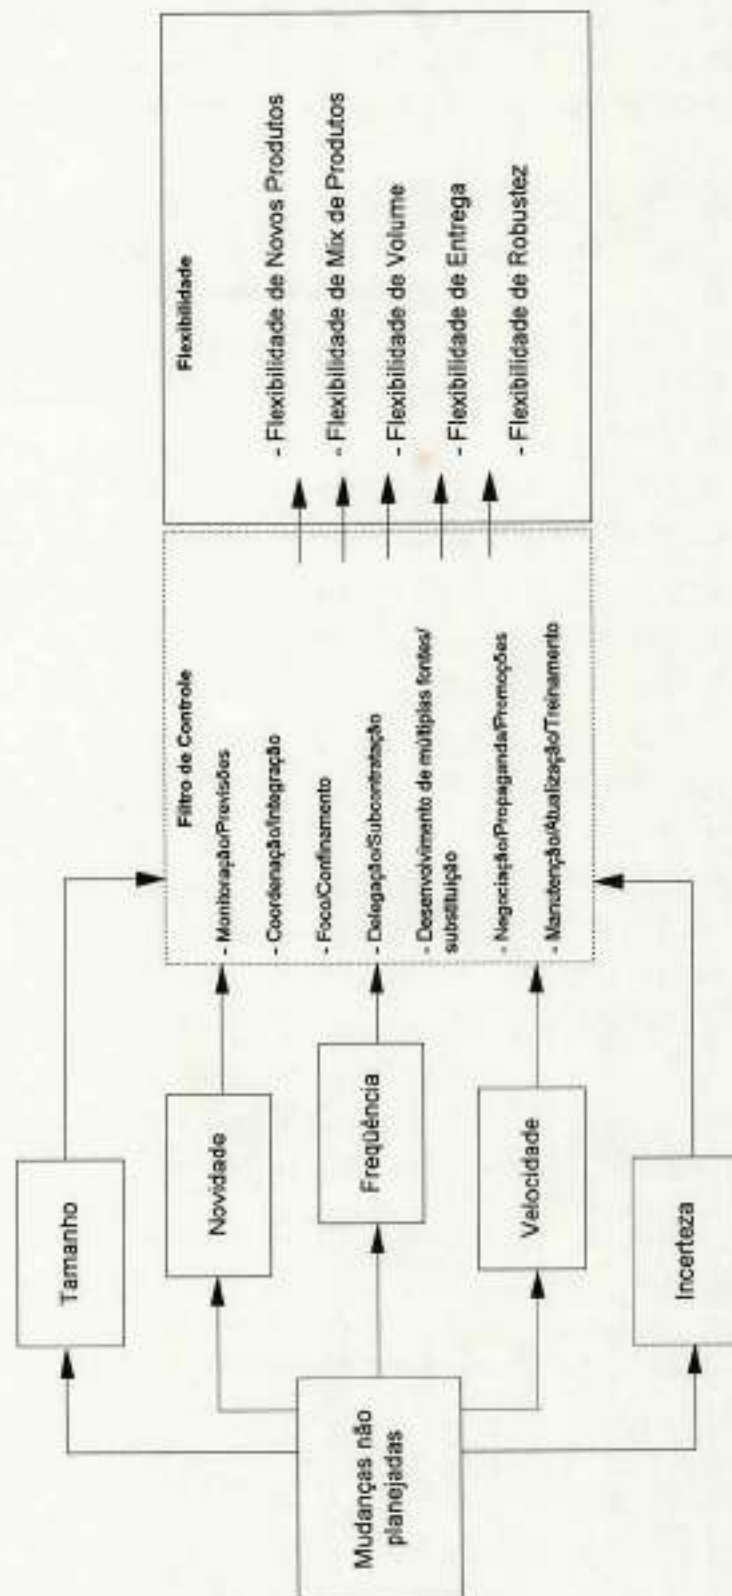 Mudanças não
planejadas
Tamanho
Novidade
Freqüência
Velocidade
Incerteza
Filtro de Controle
- Monitoração/Previsões
- Coordenação/Integração
- Foco/Confinamento
- Delegação/Subcontratação
- Desenvolvimento de múltiplas fontes/
substituição
- Negociação/Propaganda/Promoções
- Manutenção/Atualização/Treinamento
Flexibilidade
- Flexibilidade de Novos Produtos
- Flexibilidade de Mix de Produtos
- Flexibilidade de Volume
- Flexibilidade de Entrega
- Flexibilidade de Robustez